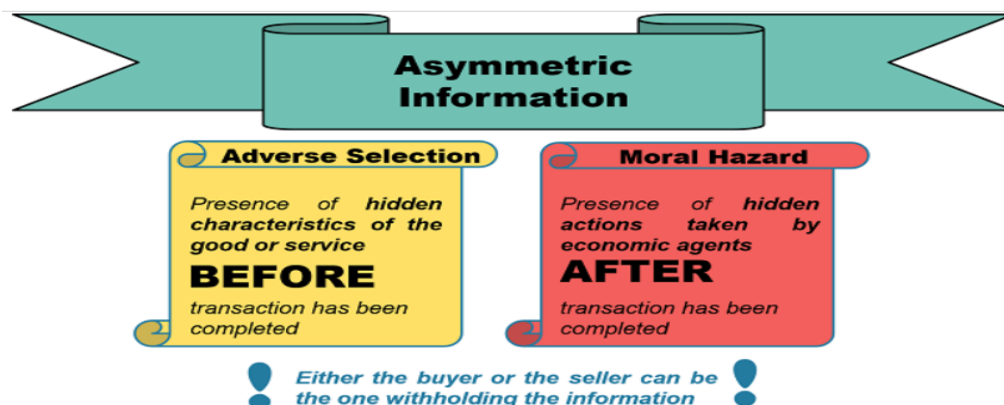 Asymmetric
Information
Adverse Selection
Presence of hidden
characteristics of the
good or service
BEFORE
transaction has been
completed
Moral Hazard
Presence of hidden
actions taken by
economic agents
AFTER
transaction has been
completed
! Either the buyer or the seller can be !
the one withholding the information